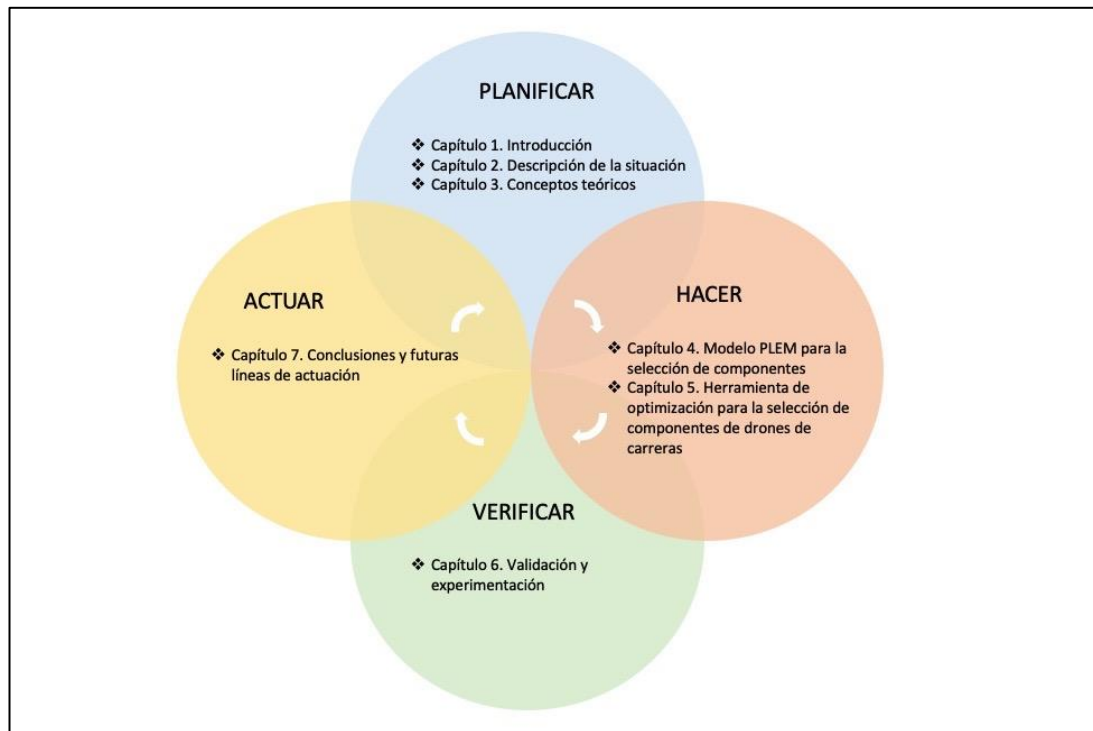 PLANIFICAR
❖ Capítulo 1. Introducción
❖ Capítulo 2. Descripción de la situación
❖ Capítulo 3. Conceptos teóricos
ACTUAR
❖ Capítulo 7. Conclusiones y futuras
líneas de actuación
HACER
❖ Capítulo 4. Modelo PLEM para la
selección de componentes
❖ Capítulo 5. Herramienta de
optimización para la selección de
componentes de drones de
carreras
VERIFICAR
❖ Capítulo 6. Validación y
experimentación